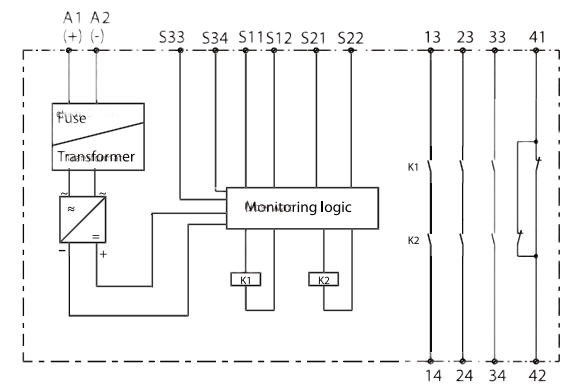 A1 A2
(+) (-) S33 S34 S11 S12 S21 S22 13 23 33 41
Fuse
Transformer
~ ~
≈
=
- +
Monitoring logic
K1
K2
K1 K2
14 24 34 42